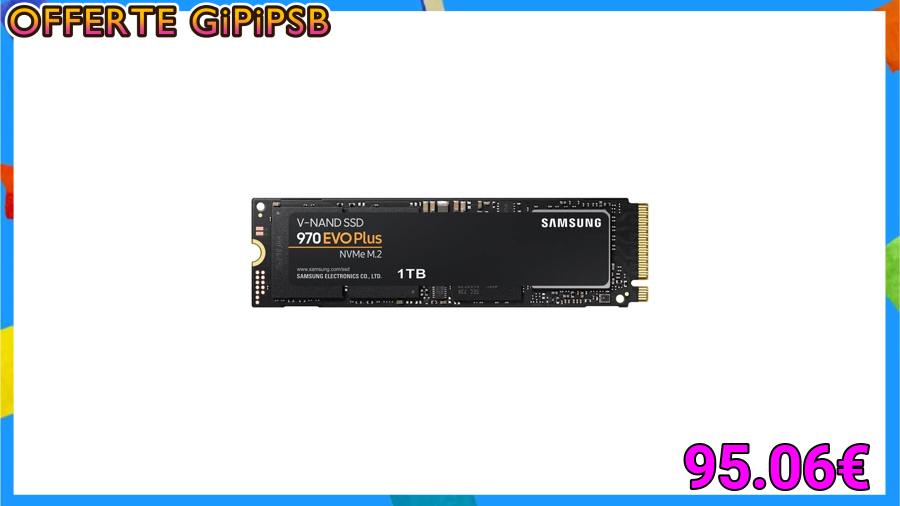 OFFERTE GiPiPSB
V-NAND SSD
SAMSUNG
970 EVO Plus
NVMe M.2
www.samsung.com/ssd
SAMSUNG ELECTRONICS CO., LTD.
1TB
95.06€